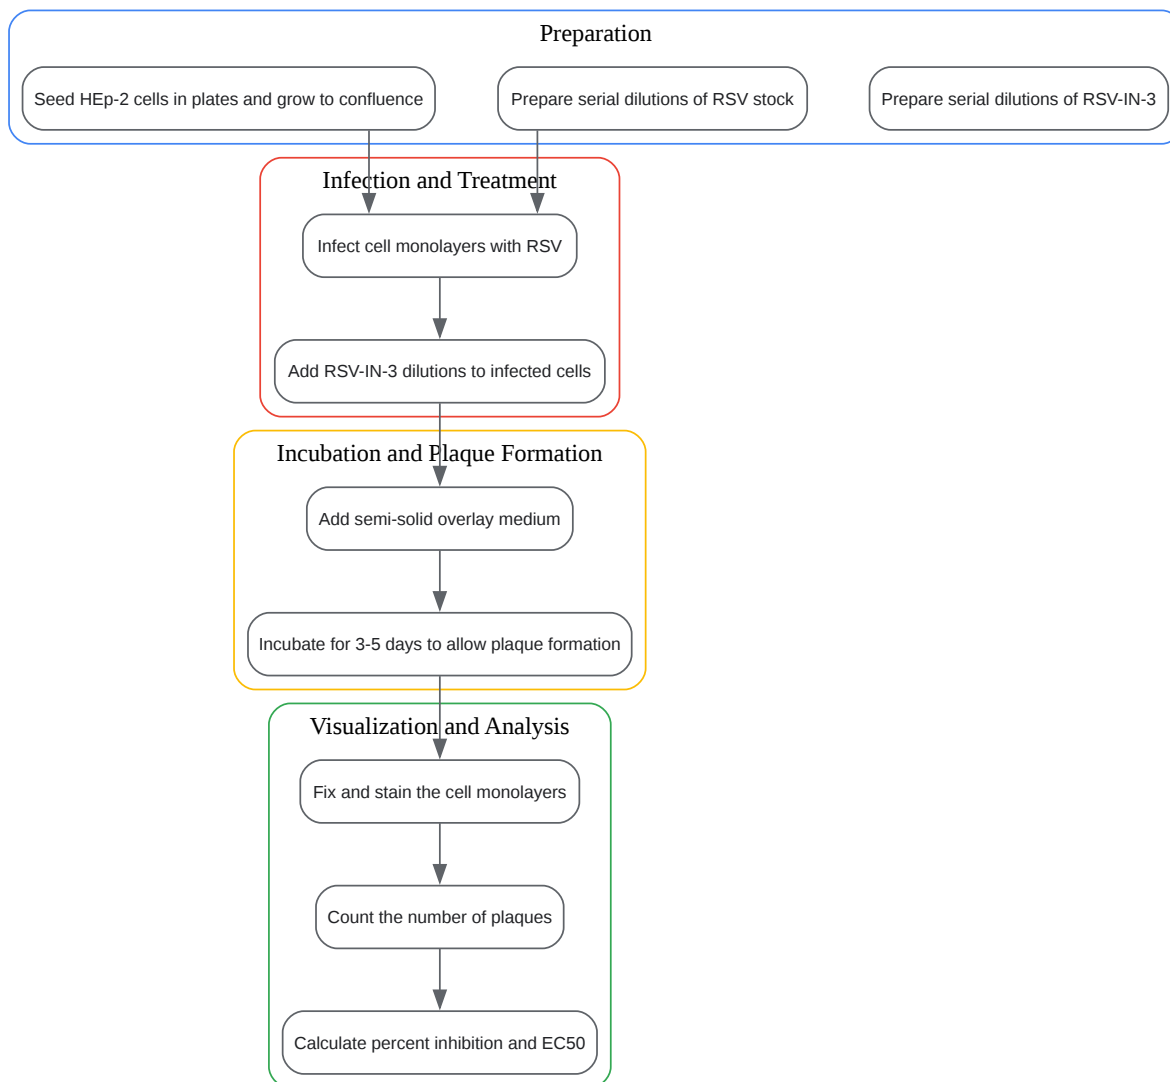 Preparation
Seed HEp-2 cells in plates and grow to confluence
Prepare serial dilutions of RSV stock
Prepare serial dilutions of RSV-IN-3
Infection and Treatment
Infect cell monolayers with RSV
Add RSV-IN-3 dilutions to infected cells
Incubation and Plaque Formation
Add semi-solid overlay medium
Incubate for 3-5 days to allow plaque formation
Visualization and Analysis
Fix and stain the cell monolayers
Count the number of plaques
Calculate percent inhibition and EC50